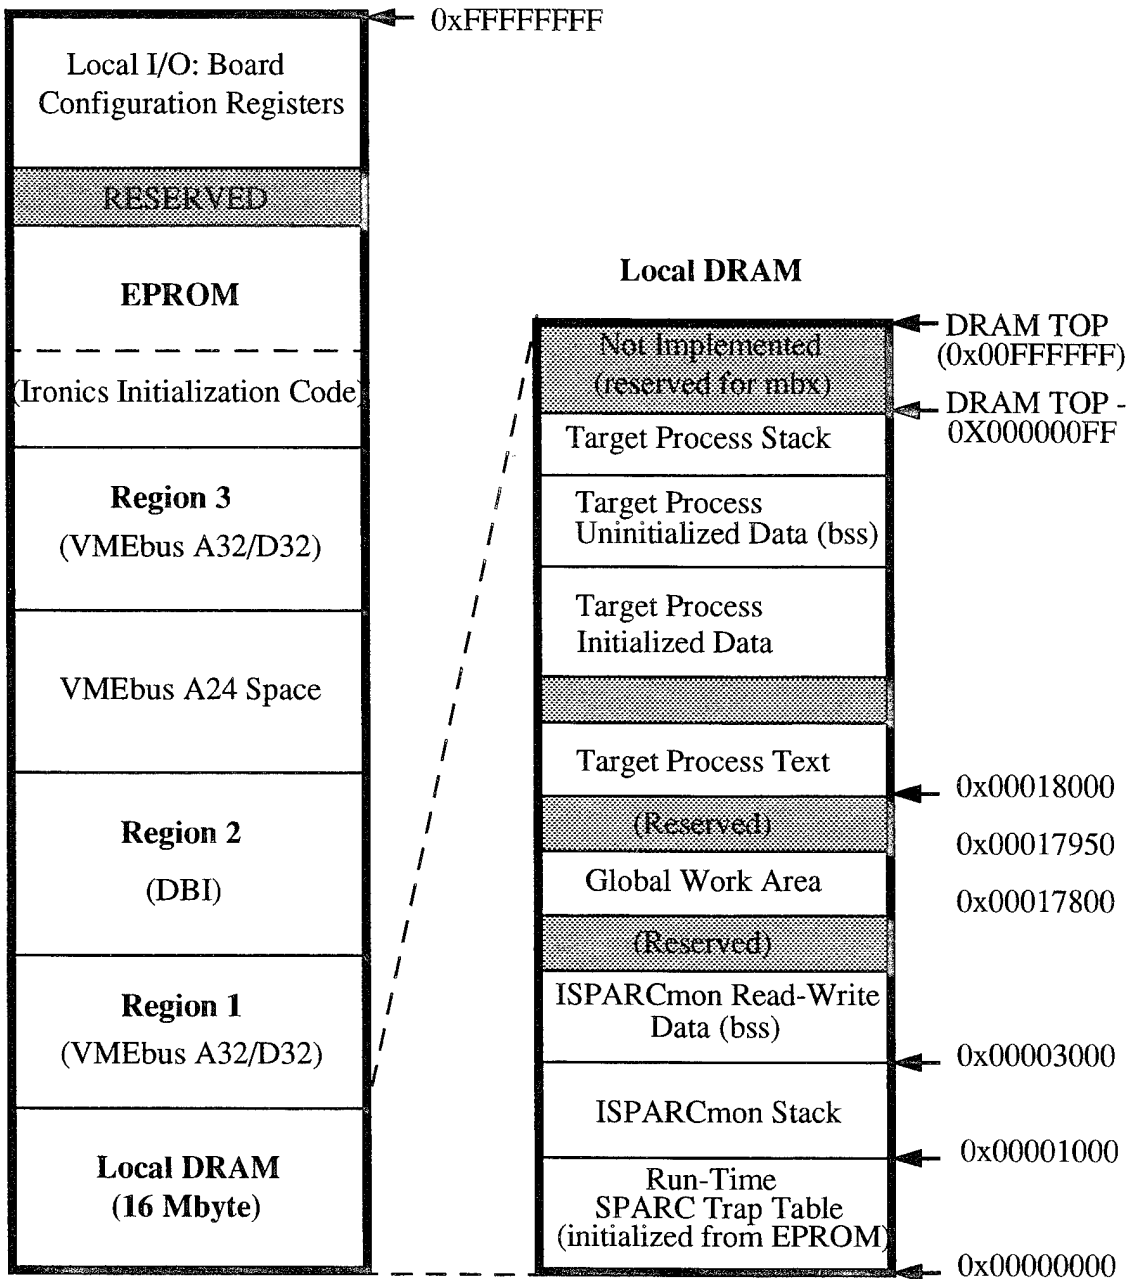 0xFFFFFFFF
Local I/O: Board
Configuration Registers
RESERVED
EPROM
(Ironics Initialization Code)
Region 3
(VMEbus A32/D32)
VMEbus A24 Space
Region 2
(DBI)
Region 1
(VMEbus A32/D32)
Local DRAM
(16 Mbyte)
Local DRAM
DRAM TOP
(0x00FFFFFF)
Not Implemented
(reserved for mbx)
DRAM TOP -
0X000000FF
Target Process Stack
Target Process
Uninitialized Data (bss)
Target Process
Initialized Data
Target Process Text
0x00018000
(Reserved)
0x00017950
Global Work Area
0x00017800
(Reserved)
ISPARCmon Read-Write
Data (bss)
0x00003000
ISPARCmon Stack
0x00001000
Run-Time
SPARC Trap Table
(initialized from EPROM)
0x00000000